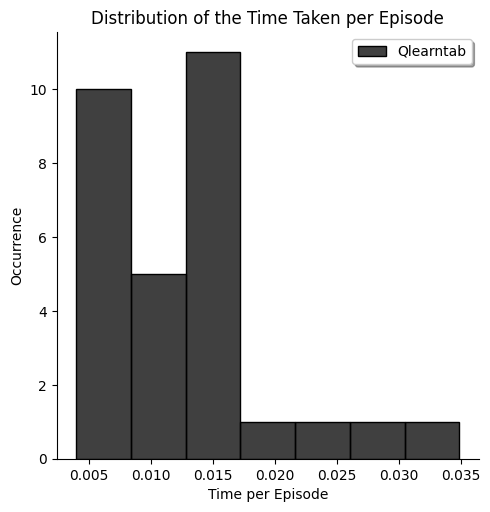 Distribution of the Time Taken per Episode
Qlearntab
10
8
6
4
2
0
Occurrence
0.005 0.010 0.015 0.020 0.025 0.030 0.035
Time per Episode